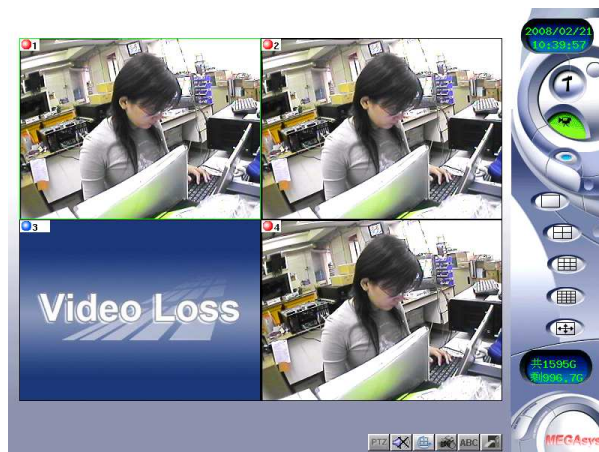 1
2
2008/02/21
10:39:57
3
Video Loss
4
共1595G
剩996.7G
PTZ
ABC
MEGAsys